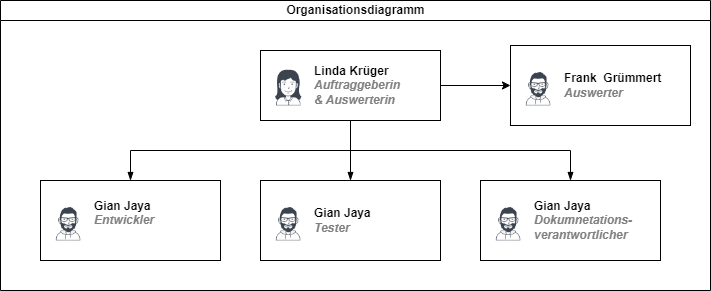 Organisationsdiagramm
Linda Krüger
Auftraggeberin
& Auswerterin
Frank Grümmert
Auswerter
Gian Jaya
Entwickler
Gian Jaya
Tester
Gian Jaya
Dokumnetations-
verantwortlicher